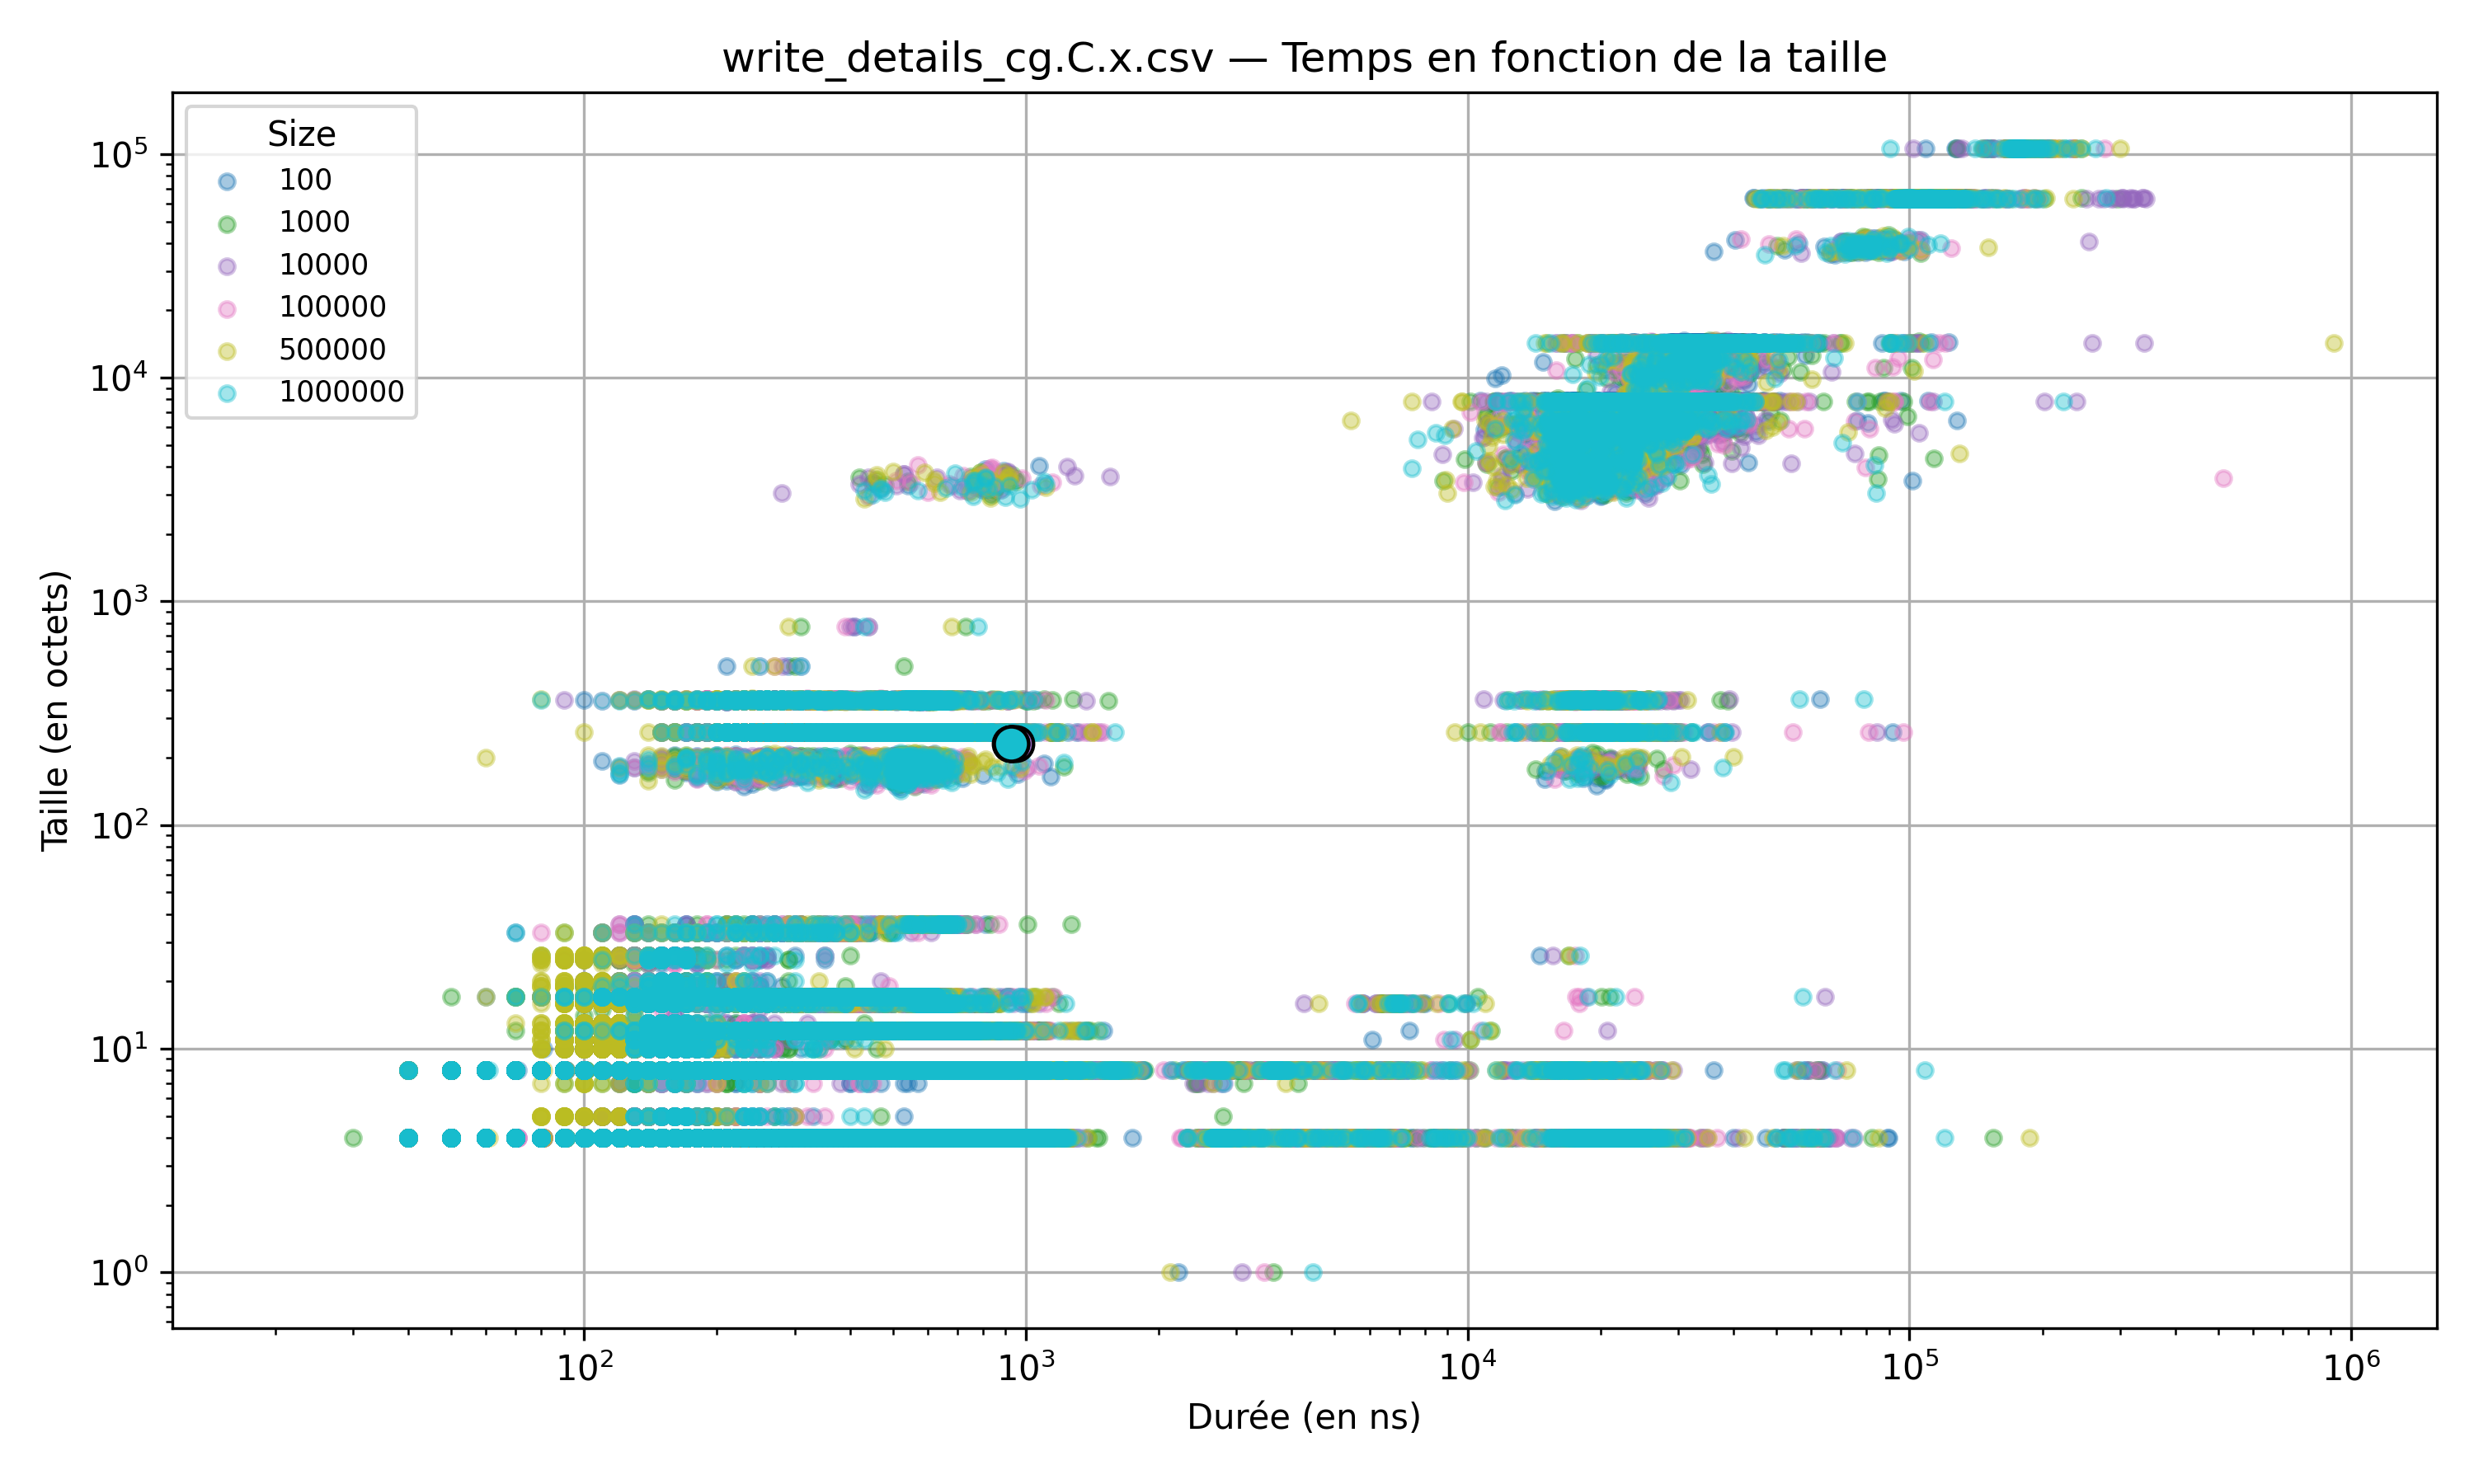 write_details_cg.C.x.csv — Temps en fonction de la taille
Size
100
1000
10000
100000
500000
1000000
Taille (en octets)
10⁵
10⁴
10³
10²
10¹
10⁰
10² 10³ 10⁴ 10⁵ 10⁶
Durée (en ns)